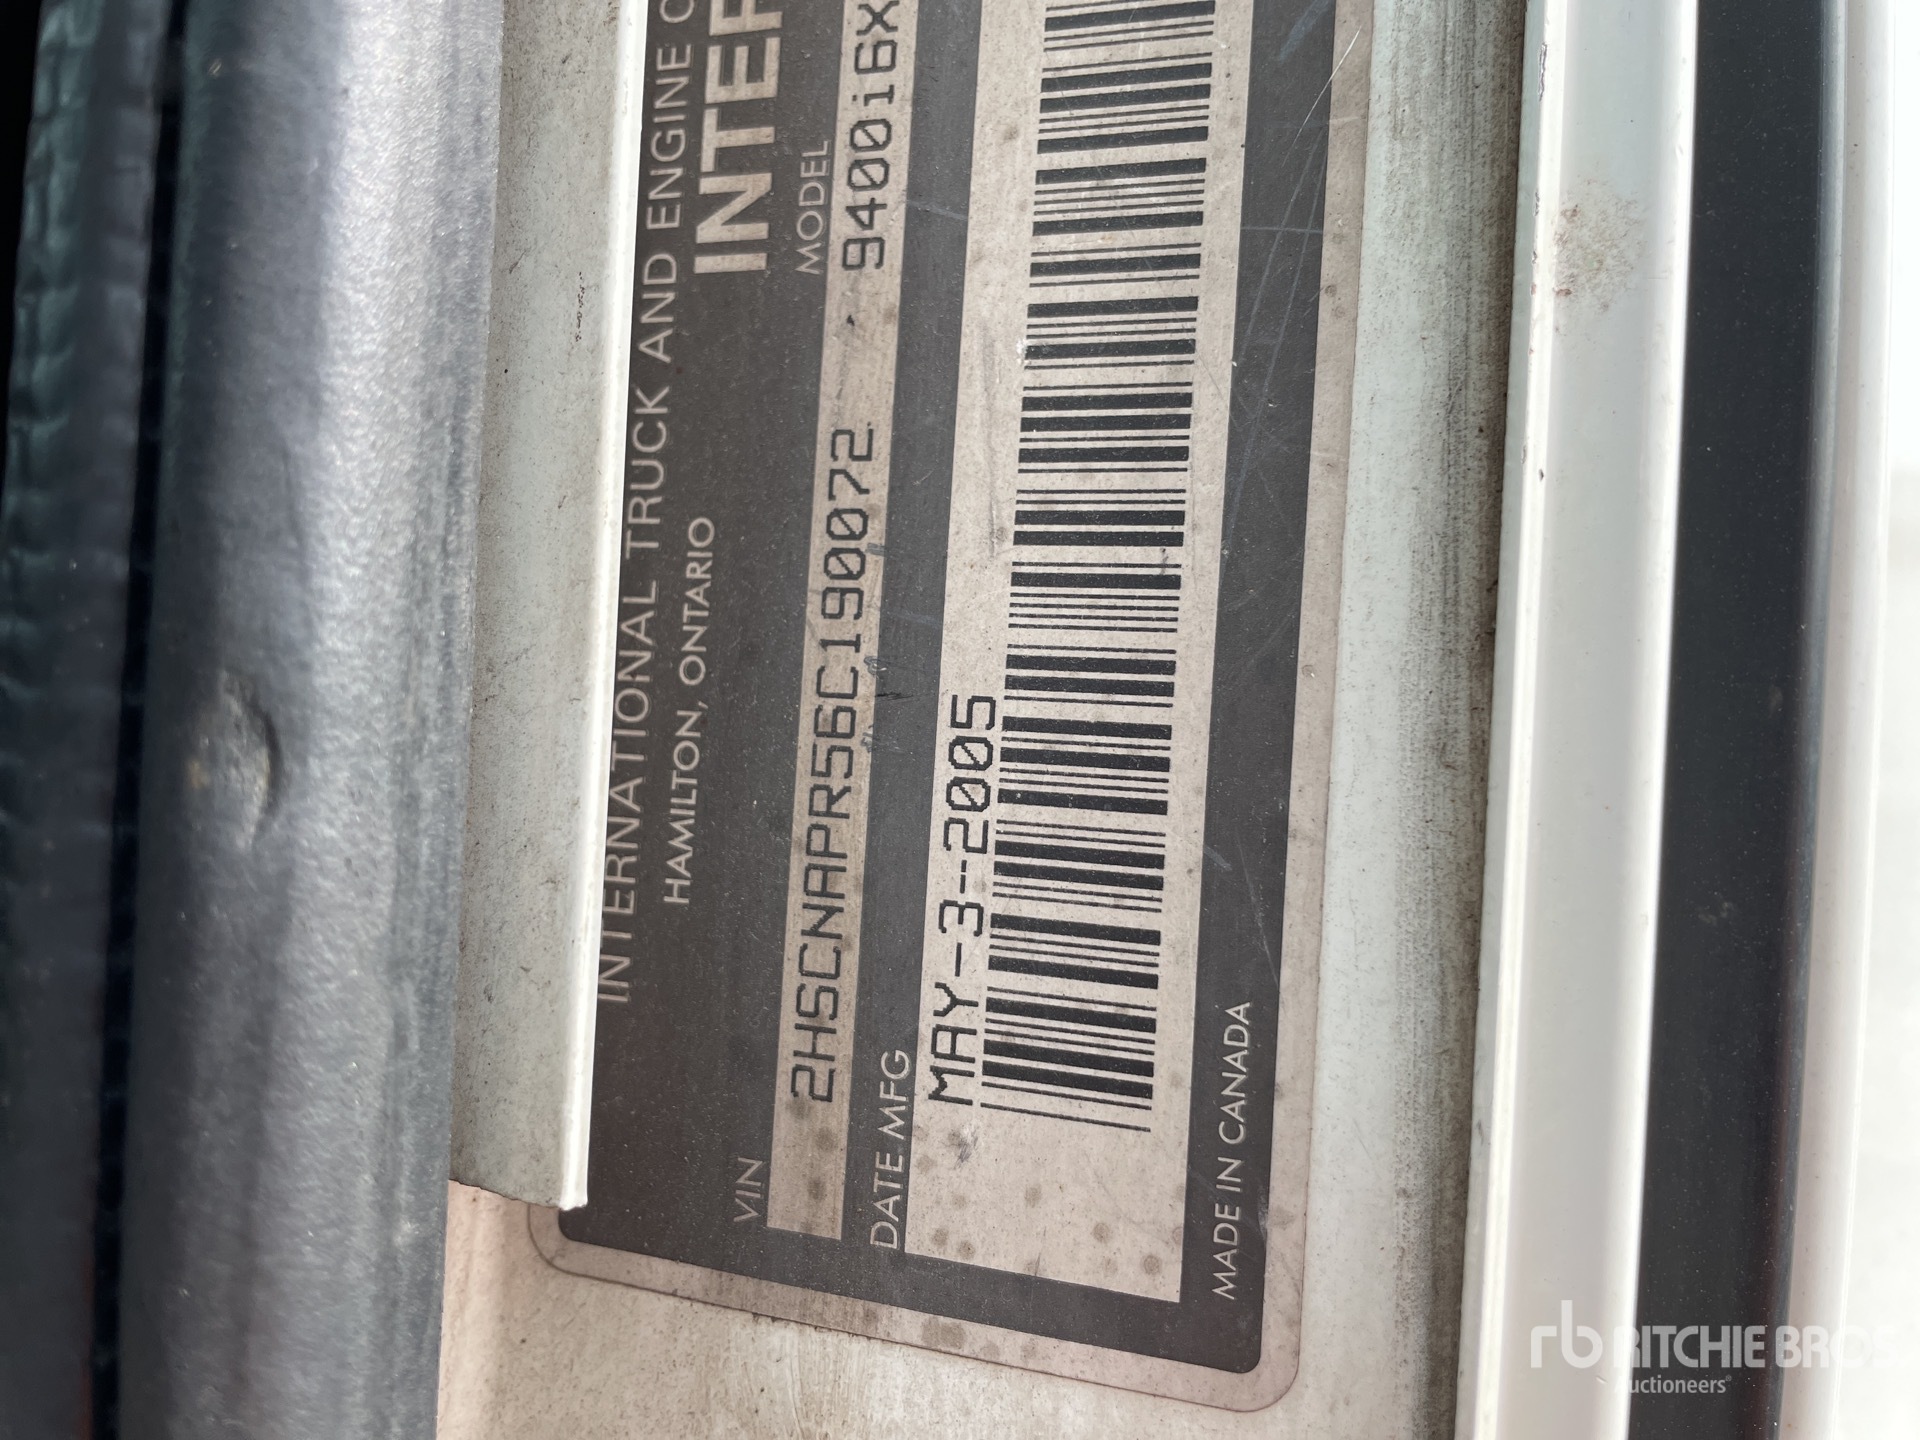 INTERNATIONAL TRUCK AND ENGINE C
HAMILTON, ONTARIO
INTER
VIN
MODEL
2HSCNAPR56C190072
9400i6X
DATE MFG
MAY-3-2005
MADE IN CANADA
rb RITCHIE BROS
Auctioneers